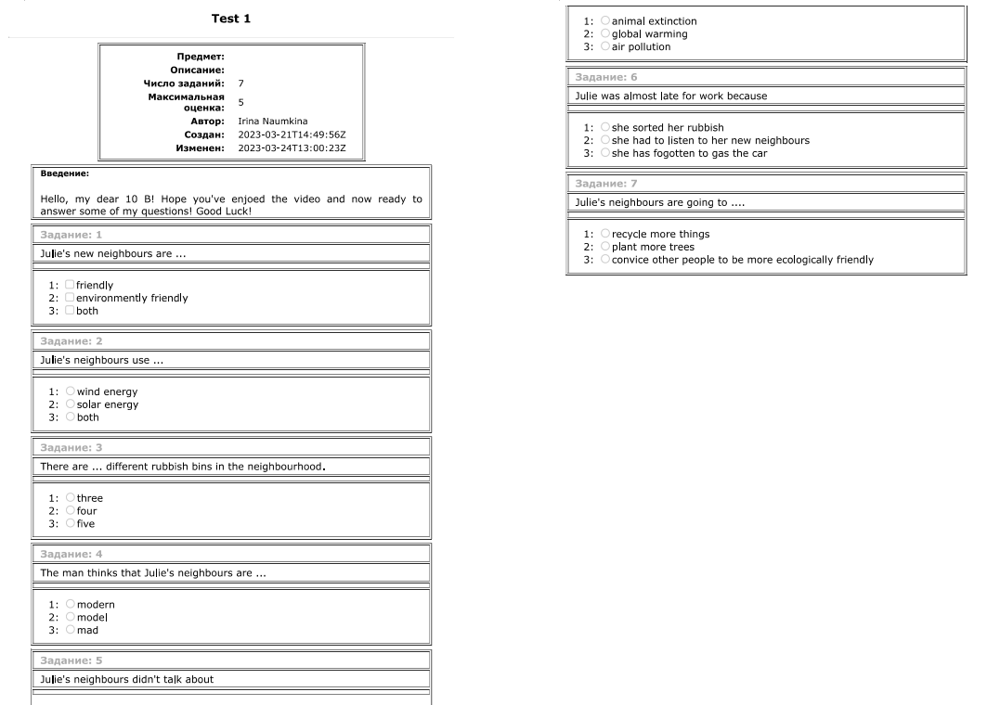 Test 1
Предмет:
Описание:
Число заданий: 7
Максимальная
оценка: 5
Автор: Irina Naumkina
Создан: 2023-03-21T14:49:56Z
Изменен: 2023-03-24T13:00:23Z
Введение:
Hello, my dear 10 B! Hope you've enjoed the video and now ready to
answer some of my questions! Good Luck!
Задание: 1
Julie's new neighbours are ...
1: friendly
2: environmently friendly
3: both
Задание: 2
Julie's neighbours use ...
1: wind energy
2: solar energy
3: both
Задание: 3
There are ... different rubbish bins in the neighbourhood.
1: three
2: four
3: five
Задание: 4
The man thinks that Julie's neighbours are ...
1: modern
2: model
3: mad
Задание: 5
Julie's neighbours didn't talk about
1: animal extinction
2: global warming
3: air pollution
Задание: 6
Julie was almost late for work because
1: she sorted her rubbish
2: she had to listen to her new neighbours
3: she has fogotten to gas the car
Задание: 7
Julie's neighbours are going to ....
1: recycle more things
2: plant more trees
3: convice other people to be more ecologically friendly